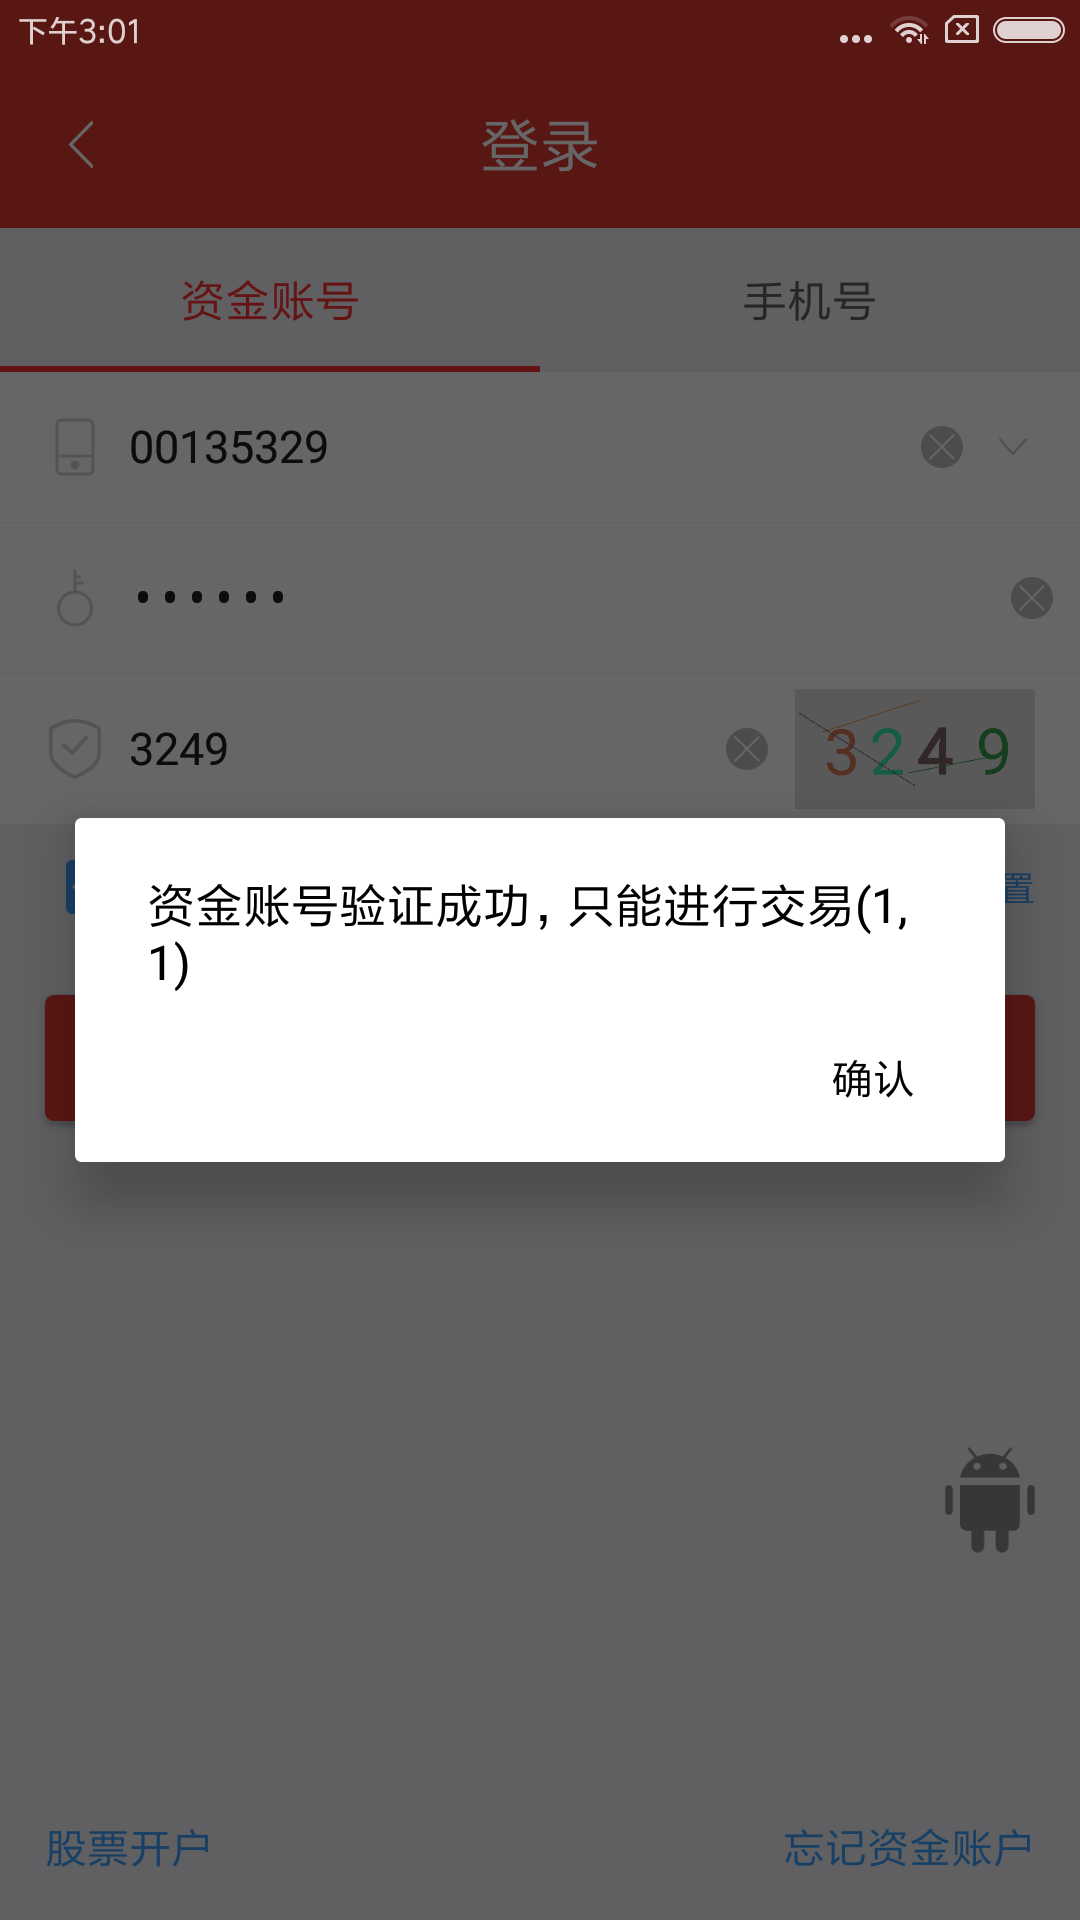 下午3:01
登录
资金账号
手机号
00135329
••••••
3249
3249
置
资金账号验证成功，只能进行交易(1,
1)
确认
股票开户
忘记资金账户